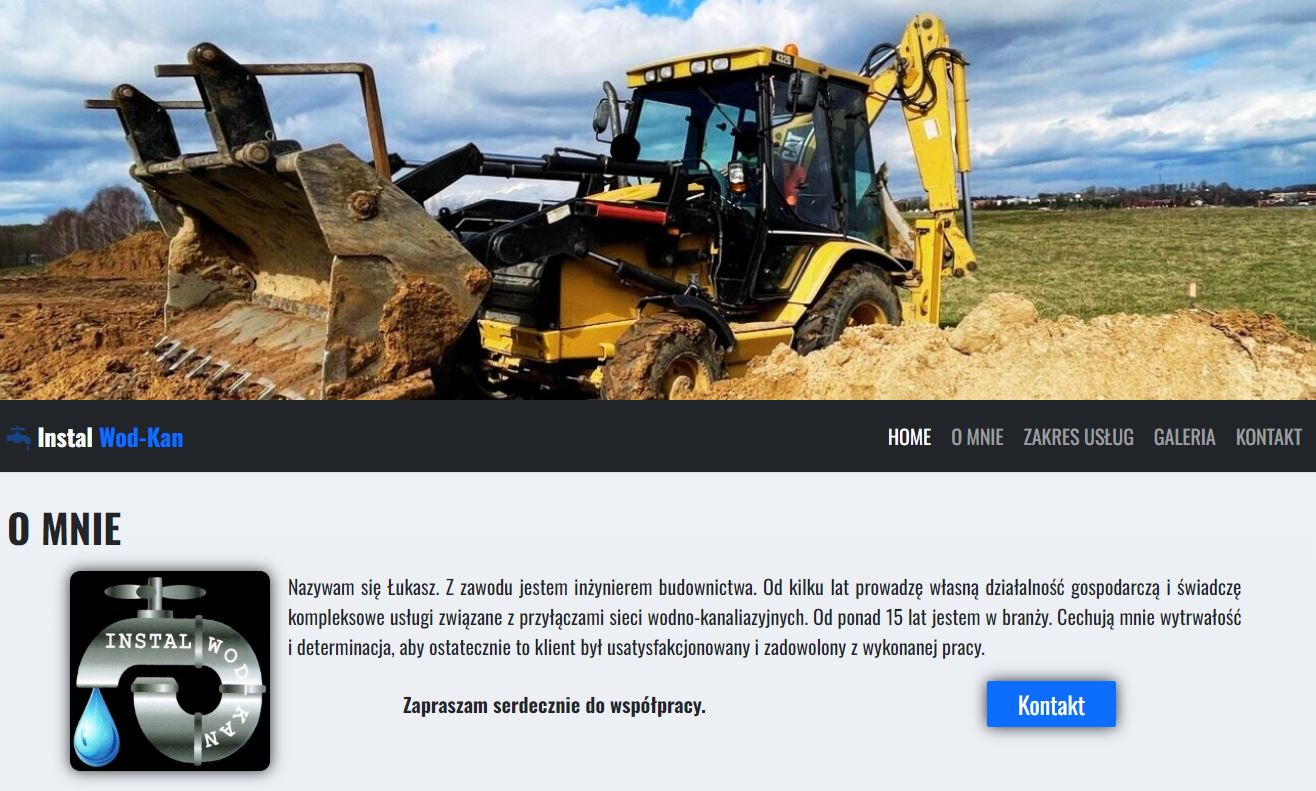 432D
CAT
Instal Wod-Kan
HOME O MNIE ZAKRES USŁUG GALERIA KONTAKT
O MNIE
INSTAL WOD-KAN
Nazywam się Łukasz. Z zawodu jestem inżynierem budownictwa. Od kilku lat prowadzę własną działalność gospodarczą i świadczę
kompleksowe usługi związane z przyłączami sieci wodno-kanaliazyjnych. Od ponad 15 lat jestem w branży. Cechują mnie wytrwałość
i determinacja, aby ostatecznie to klient był usatysfakcjonowany i zadowolony z wykonanej pracy.
Zapraszam serdecznie do współpracy.
Kontakt